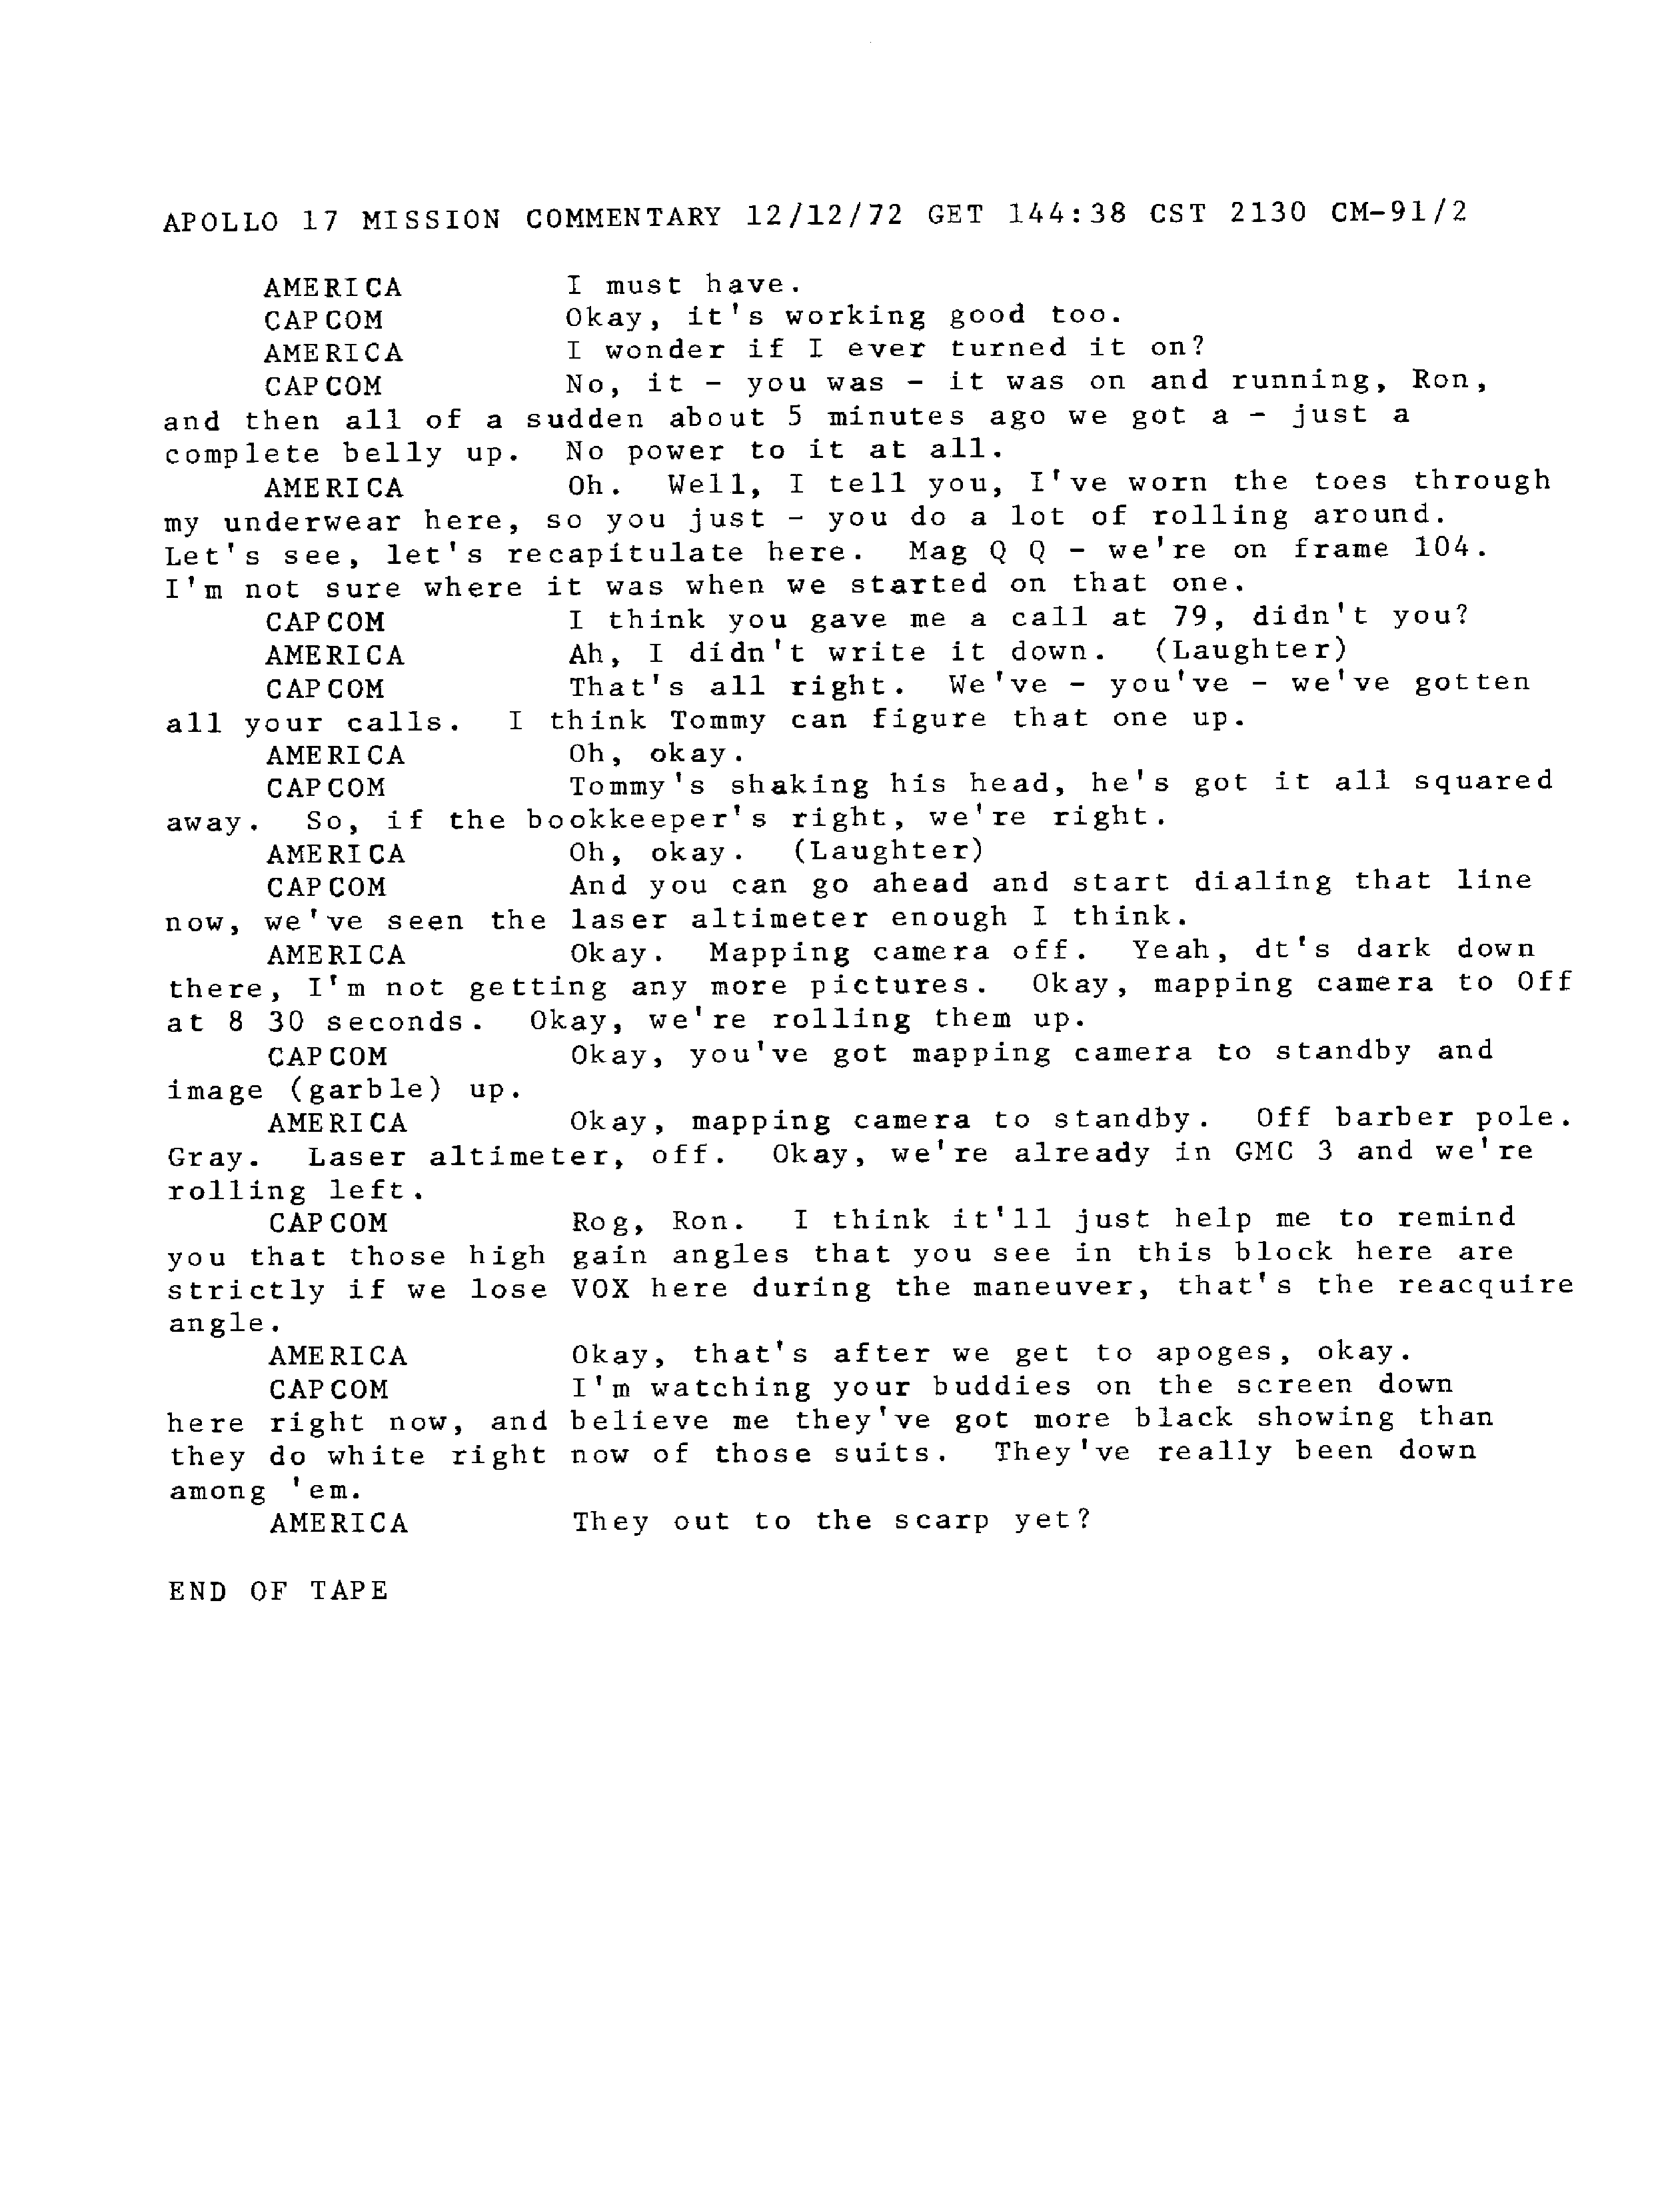 APOLLO 17 MISSION COMMENTARY 12/12/72 GET 144:38 CST 2130 CM-91/2
AMERICA I must have.
CAPCOM Okay, it's working good too.
AMERICA I wonder if I ever turned it on?
CAPCOM No, it - you was - it was on and running, Ron,
and then all of a sudden about 5 minutes ago we got a - just a
complete belly up. No power to it at all.
AMERICA Oh. Well, I tell you, I've worn the toes through
my underwear here, so you just - you do a lot of rolling around.
Let's see, let's recapitulate here. Mag Q Q - we're on frame 104.
I'm not sure where it was when we started on that one.
CAPCOM I think you gave me a call at 79, didn't you?
AMERICA Ah, I didn't write it down. (Laughter)
CAPCOM That's all right. We've - you've - we've gotten
all your calls. I think Tommy can figure that one up.
AMERICA Oh, okay.
CAPCOM Tommy's shaking his head, he's got it all squared
away. So, if the bookkeeper's right, we're right.
AMERICA Oh, okay. (Laughter)
CAPCOM And you can go ahead and start dialing that line
now, we've seen the laser altimeter enough I think.
AMERICA Okay. Mapping camera off. Yeah, dt's dark down
there, I'm not getting any more pictures. Okay, mapping camera to Off
at 8 30 seconds. Okay, we're rolling them up.
CAPCOM Okay, you've got mapping camera to standby and
image (garble) up.
AMERICA Okay, mapping camera to standby. Off barber pole.
Gray. Laser altimeter, off. Okay, we're already in GMC 3 and we're
rolling left.
CAPCOM Rog, Ron. I think it'll just help me to remind
you that those high gain angles that you see in this block here are
strictly if we lose VOX here during the maneuver, that's the reacquire
angle.
AMERICA Okay, that's after we get to apoges, okay.
CAPCOM I'm watching your buddies on the screen down
here right now, and believe me they've got more black showing than
they do white right now of those suits. They've really been down
among 'em.
AMERICA They out to the scarp yet?
END OF TAPE